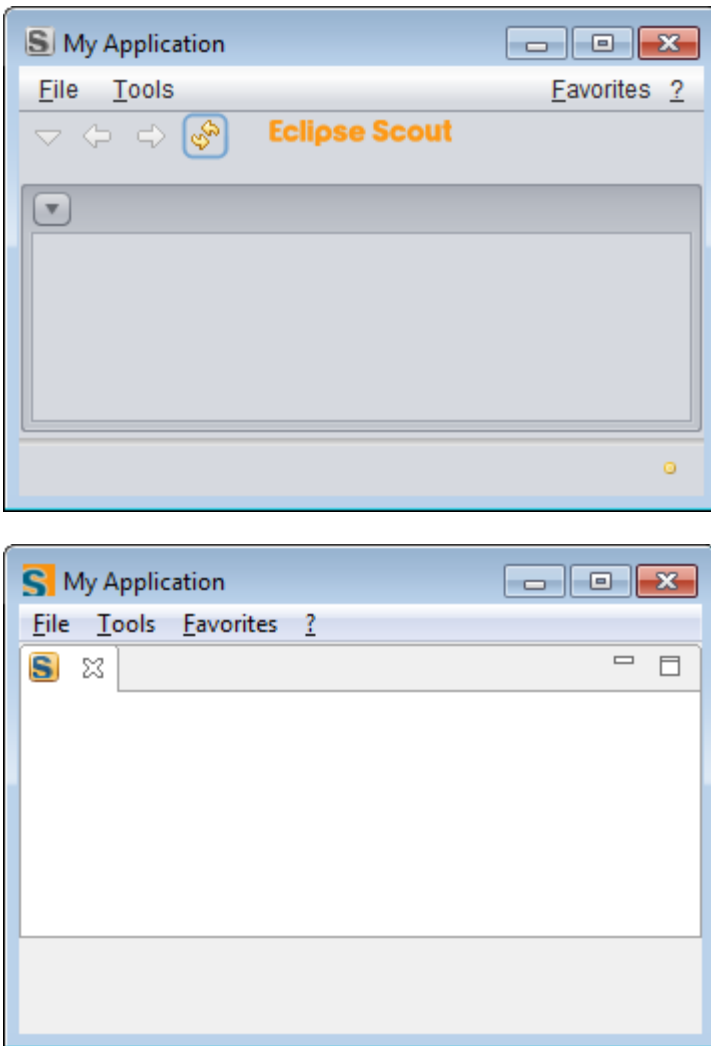 S My Application
File Tools Favorites ?
Eclipse Scout
S My Application
File Tools Favorites ?
S